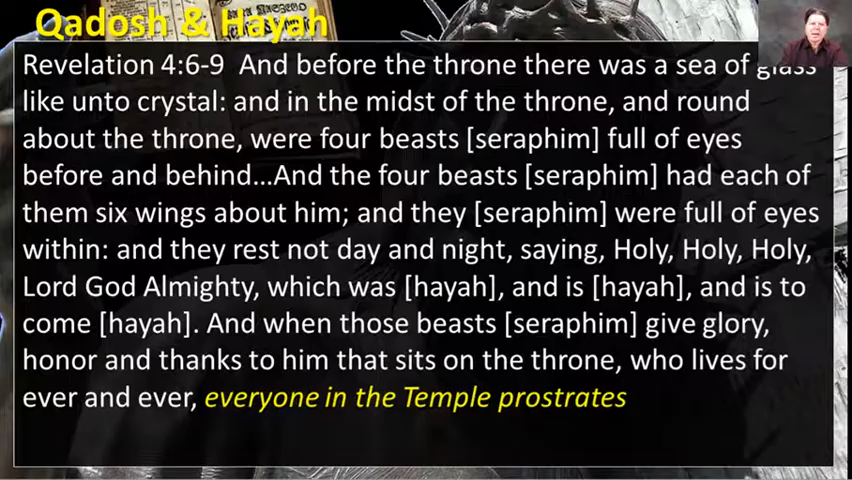 Qadosh & Hayah
Revelation 4:6-9 And before the throne there was a sea of glass
like unto crystal: and in the midst of the throne, and round
about the throne, were four beasts [seraphim] full of eyes
before and behind...And the four beasts [seraphim] had each of
them six wings about him; and they [seraphim] were full of eyes
within: and they rest not day and night, saying, Holy, Holy, Holy,
Lord God Almighty, which was [hayah], and is [hayah], and is to
come [hayah]. And when those beasts [seraphim] give glory,
honor and thanks to him that sits on the throne, who lives for
ever and ever, everyone in the Temple prostrates